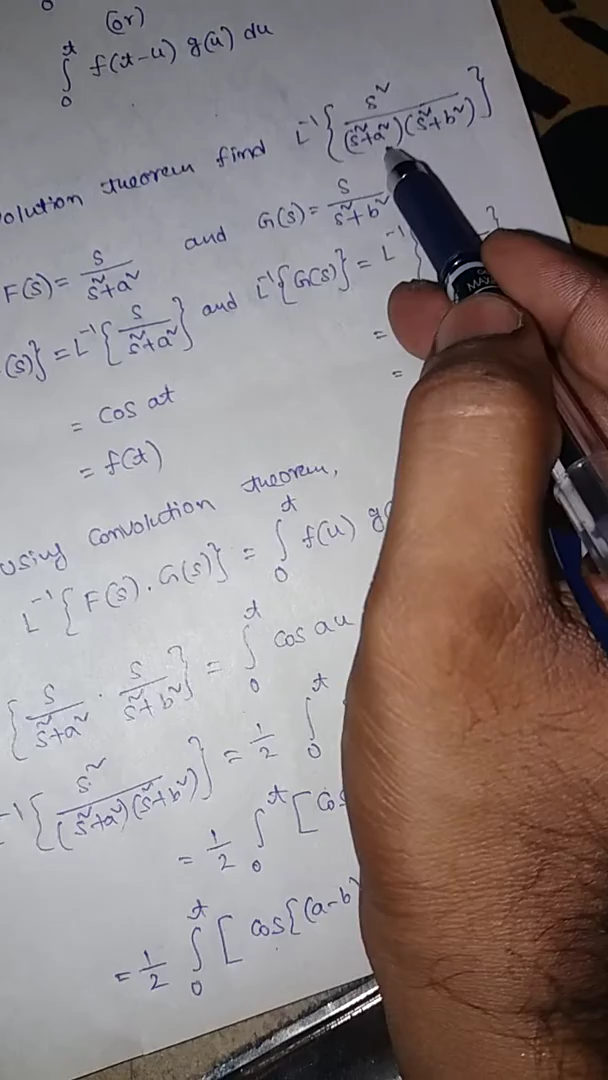 (or)
∫₀ᵗ f(t-u) g(u) du
theorem find L⁻¹{ s² / (s²+a²)(s²+b²) }
F(s) = s / s²+a² and G(s) = s / s²+b²
(s)} = L⁻¹{ s / s²+a² } and L⁻¹{G(s)} = L⁻¹{
= cos at =
= f(t) =
using convolution theorem,
L⁻¹{F(s) . G(s)} = ∫₀ᵗ f(u)
{ s / s²+a² . s / s²+b² } = ∫₀ᵗ cos au
⁻¹{ s² / (s²+a²)(s²+b²) } = 1/2 ∫₀ᵗ
= 1/2 ∫₀ᵗ [
= 1/2 ∫₀ᵗ [ cos{(a-b)